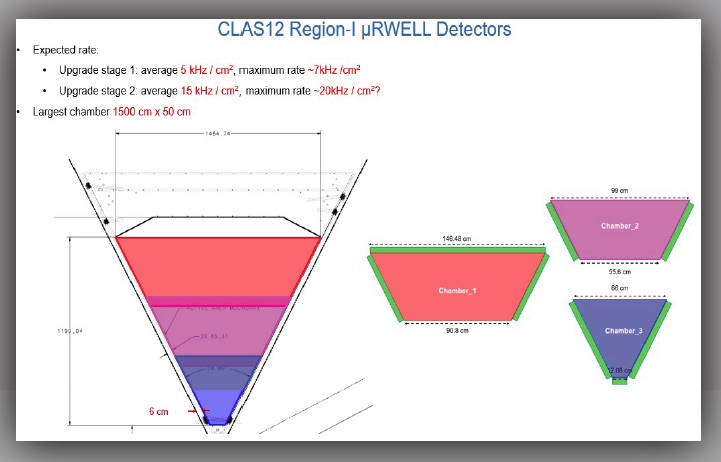 CLAS12 Region-I µRWELL Detectors
• Expected rate:
• Upgrade stage 1: average 5 kHz / cm², maximum rate ~7kHz /cm²
• Upgrade stage 2: average 15 kHz / cm², maximum rate ~20kHz / cm²?
• Largest chamber 1500 cm x 50 cm
1464.74
99 cm
Chamber_2
55.6 cm
146.49 cm
Chamber_1
90.8 cm
66 cm
Chamber_3
12.08 cm
ACTIVE AREA BOUNDARY
1190,04
6 cm